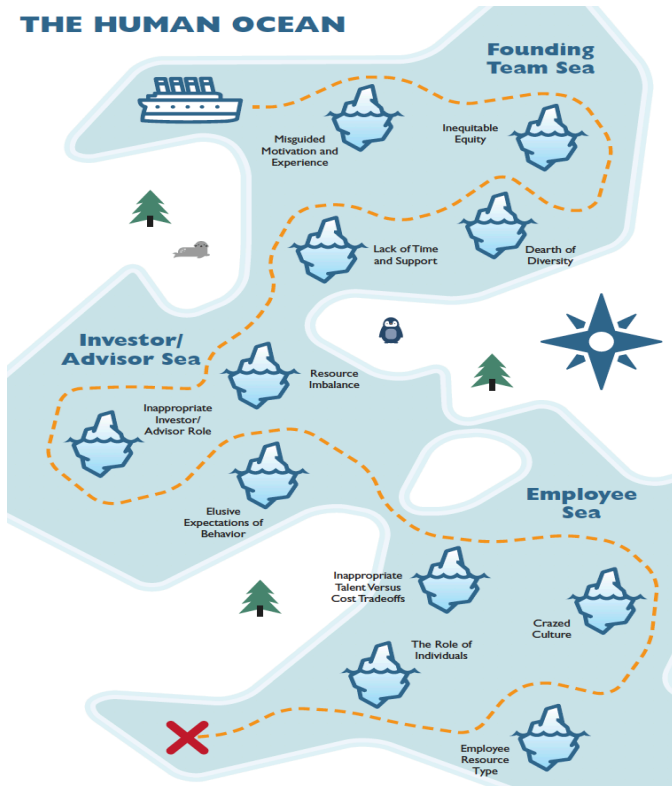 THE HUMAN OCEAN
Founding
Team Sea
Misguided
Motivation and
Experience
Inequitable
Equity
Lack of Time
and Support
Dearth of
Diversity
Investor/
Advisor Sea
Resource
Imbalance
Inappropriate
Investor/
Advisor Role
Elusive
Expectations of
Behavior
Employee
Sea
Inappropriate
Talent Versus
Cost Tradeoffs
Crazed
Culture
The Role of
Individuals
Employee
Resource
Type